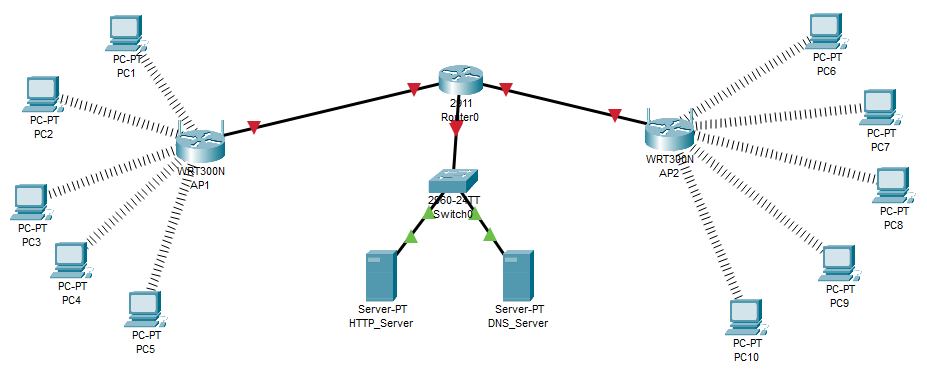 PC-PT
PC1
PC-PT
PC2
PC-PT
PC3
PC-PT
PC4
PC-PT
PC5
WRT300N
AP1
2911
Router0
2960-24TT
Switch0
Server-PT
HTTP_Server
Server-PT
DNS_Server
WRT300N
AP2
PC-PT
PC6
PC-PT
PC7
PC-PT
PC8
PC-PT
PC9
PC-PT
PC10